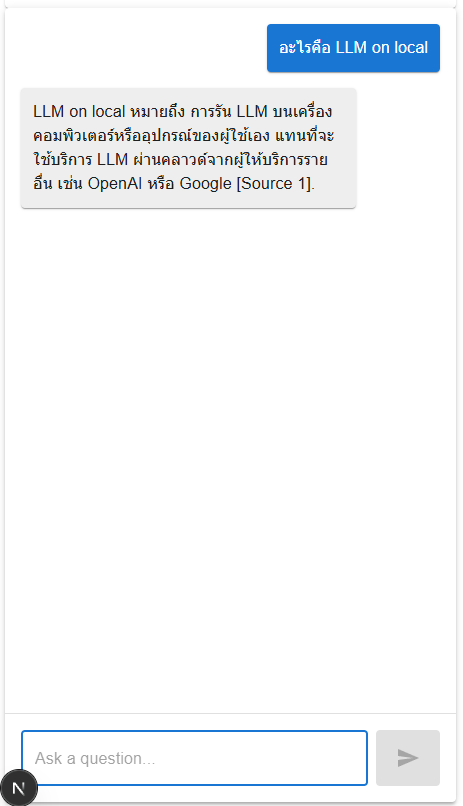 อะไรคือ LLM on local
LLM on local หมายถึง การรัน LLM บนเครื่อง
คอมพิวเตอร์หรืออุปกรณ์ของผู้ใช้เอง แทนที่จะ
ใช้บริการ LLM ผ่านคลาวด์จากผู้ให้บริการราย
อื่น เช่น OpenAI หรือ Google [Source 1].
Ask a question...
N